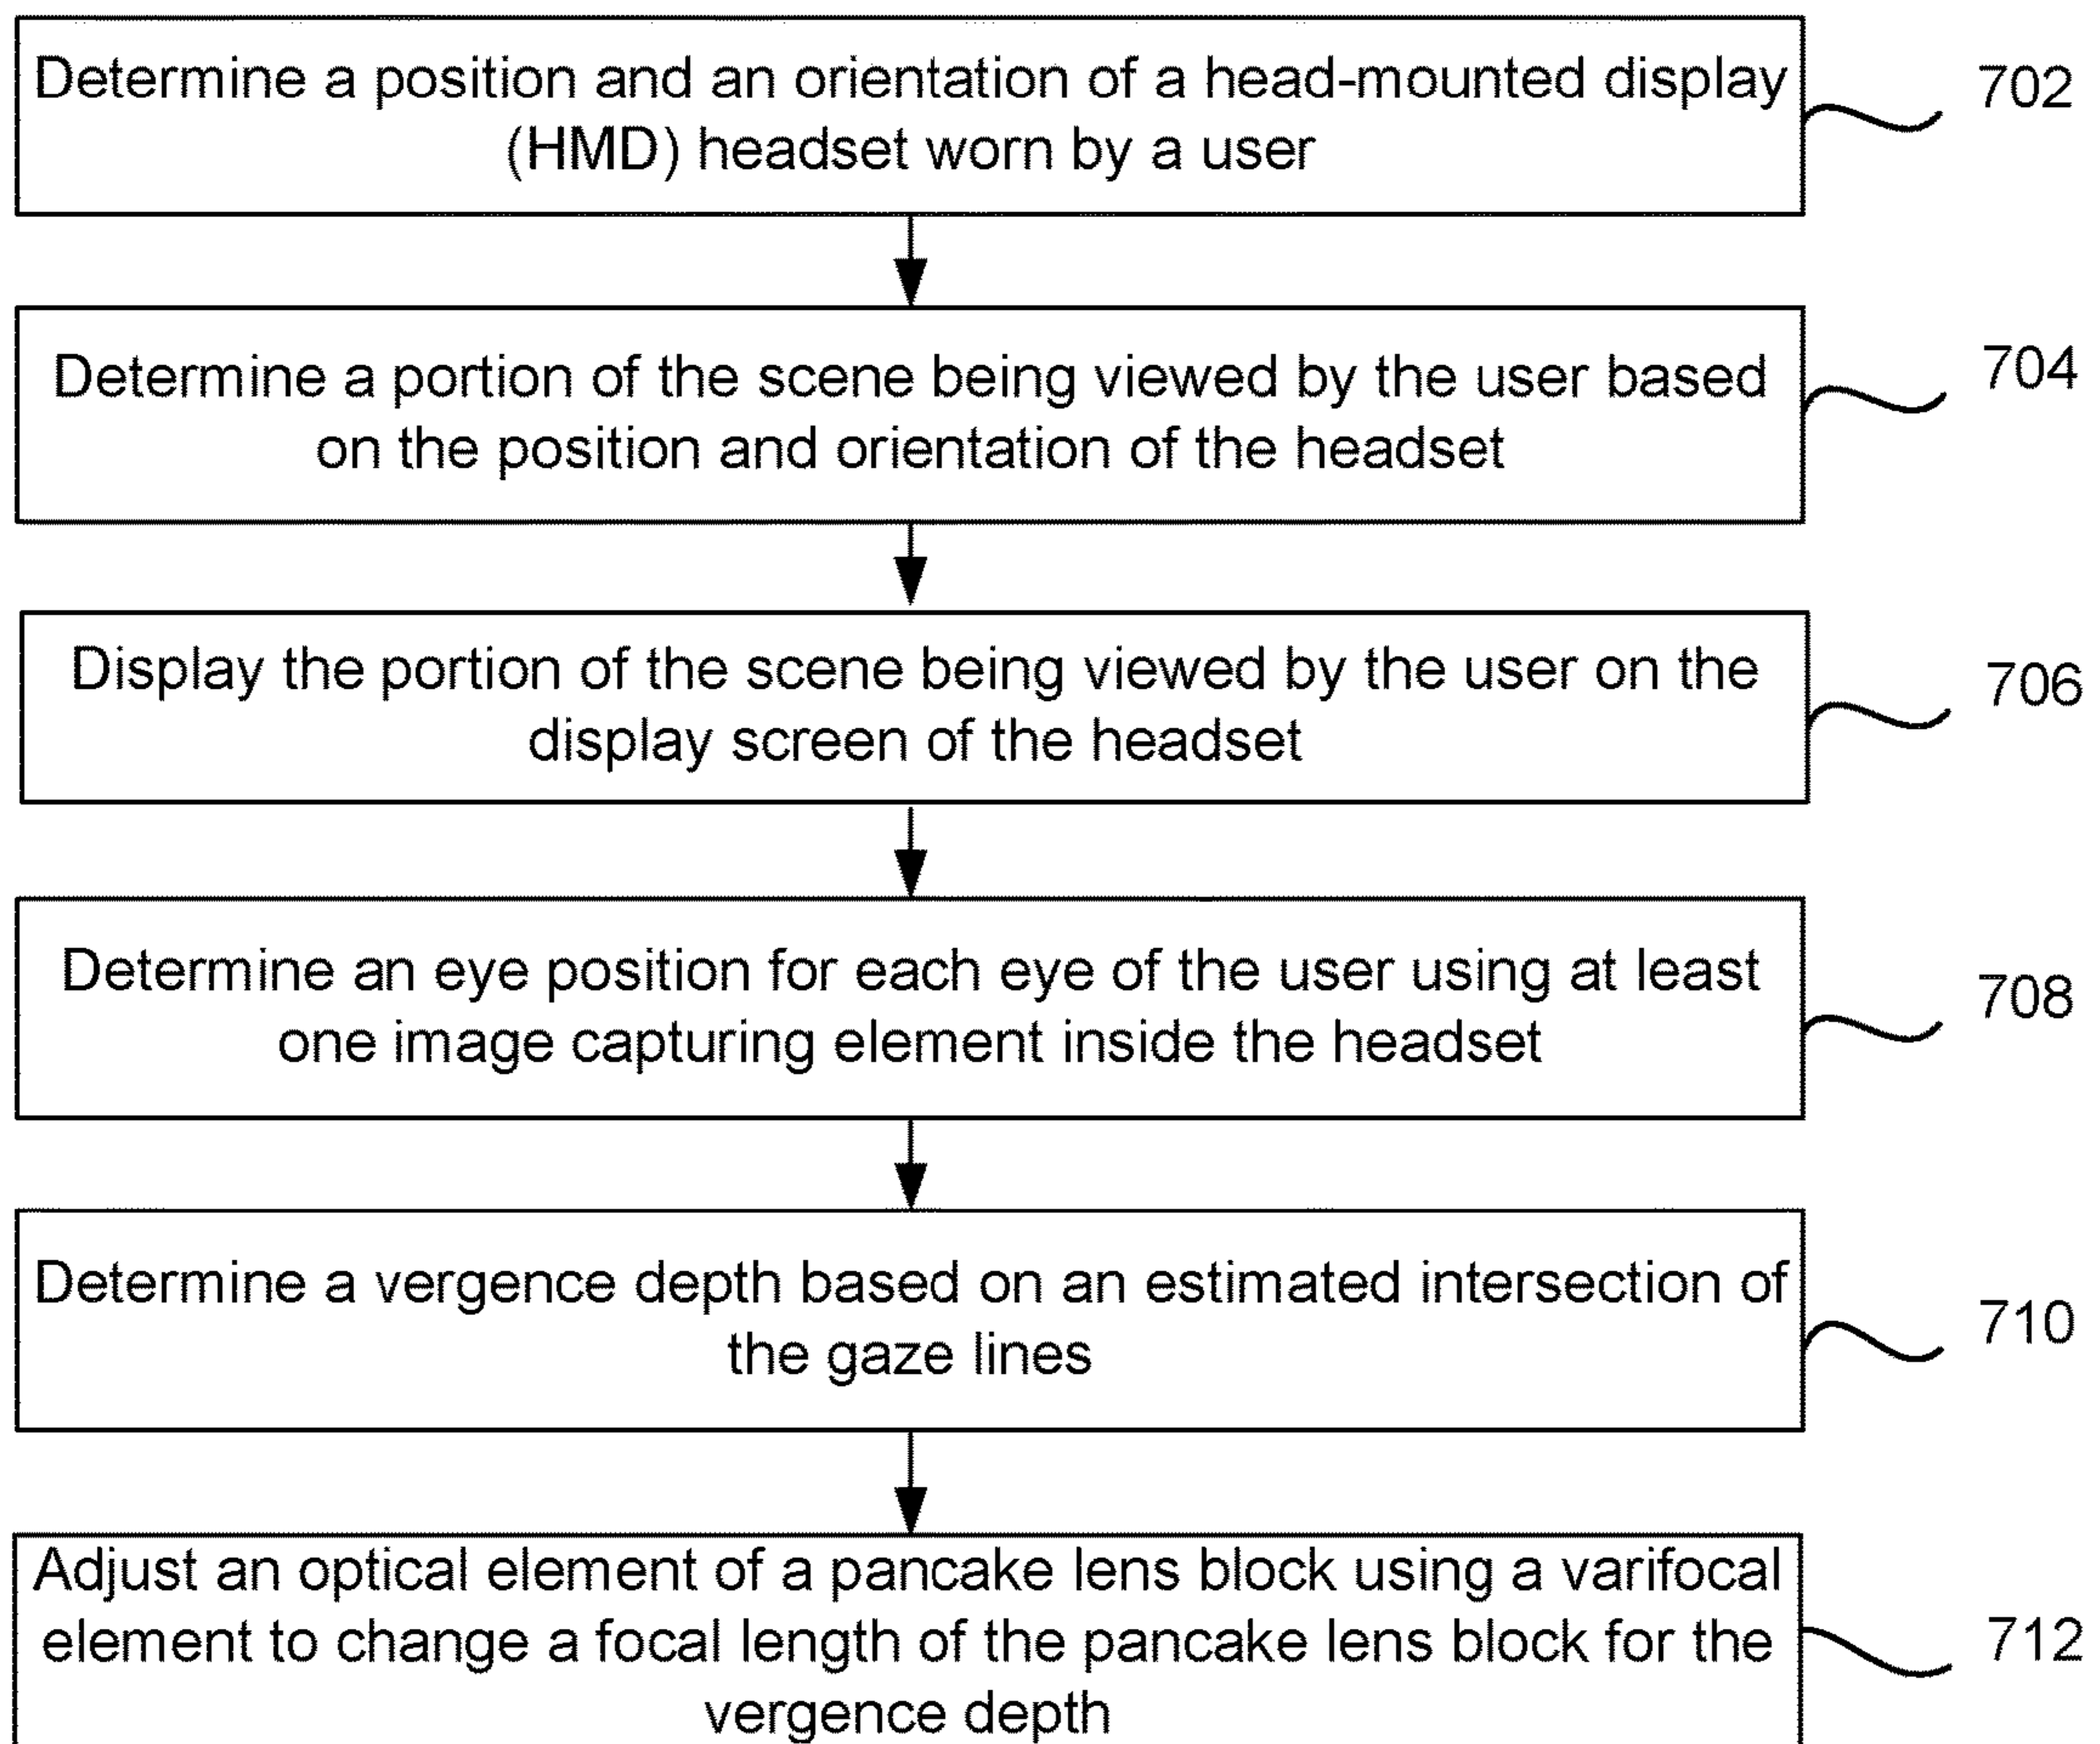 Determine a position and an orientation of a head-mounted display
(HMD) headset worn by a user
702
Determine a portion of the scene being viewed by the user based
on the position and orientation of the headset
704
Display the portion of the scene being viewed by the user on the
display screen of the headset
706
Determine an eye position for each eye of the user using at least
one image capturing element inside the headset
708
Determine a vergence depth based on an estimated intersection of
the gaze lines
710
Adjust an optical element of a pancake lens block using a varifocal
element to change a focal length of the pancake lens block for the
vergence depth
712